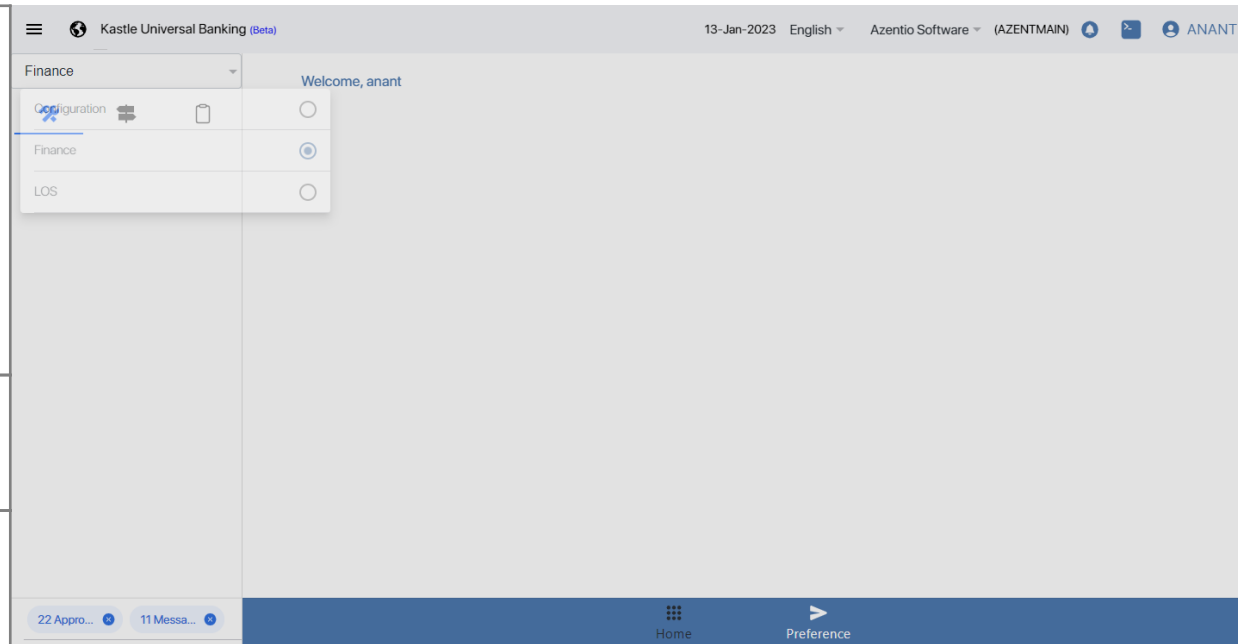 Kastle Universal Banking (Beta) 13-Jan-2023 English Azentio Software (AZENTMAIN) ANANT
Finance
Welcome, anant
Configuration
Finance
LOS
22 Appro... 11 Messa...
Home Preference